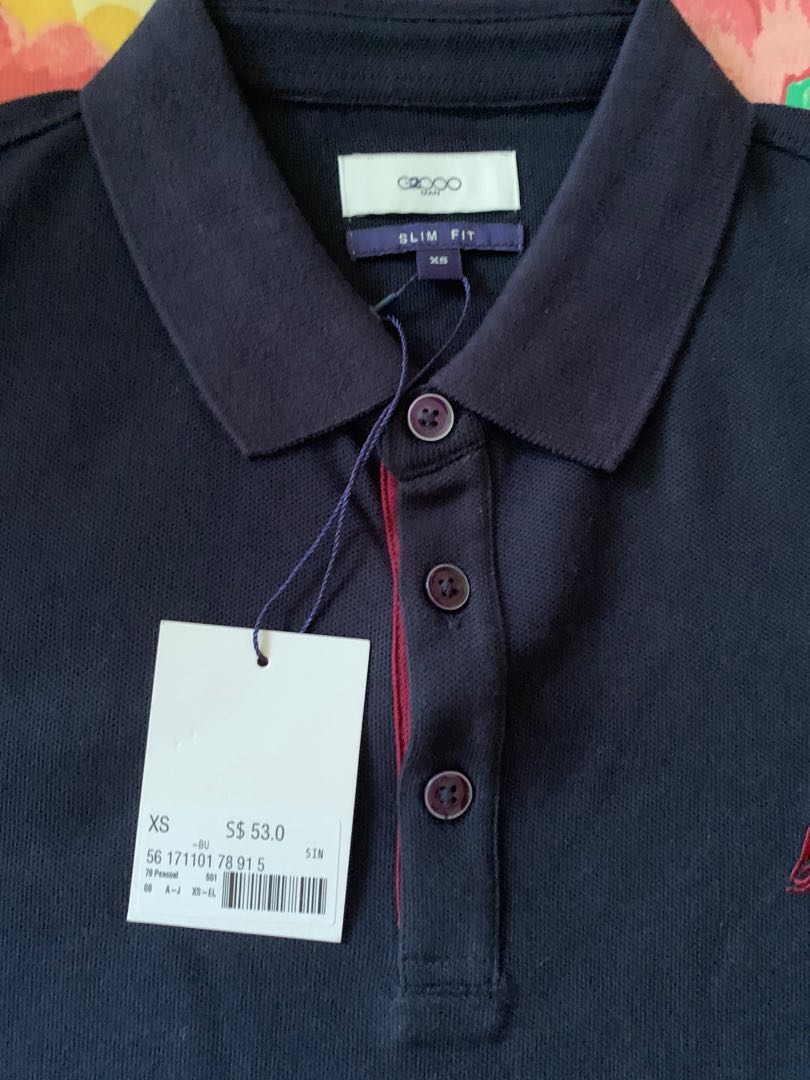 G2000
MAN
SLIM FIT
XS
XS S$ 53.0
-BU SIN
56 171101 78 91 5
78 Peacoat S01
08 A-J XS-EL